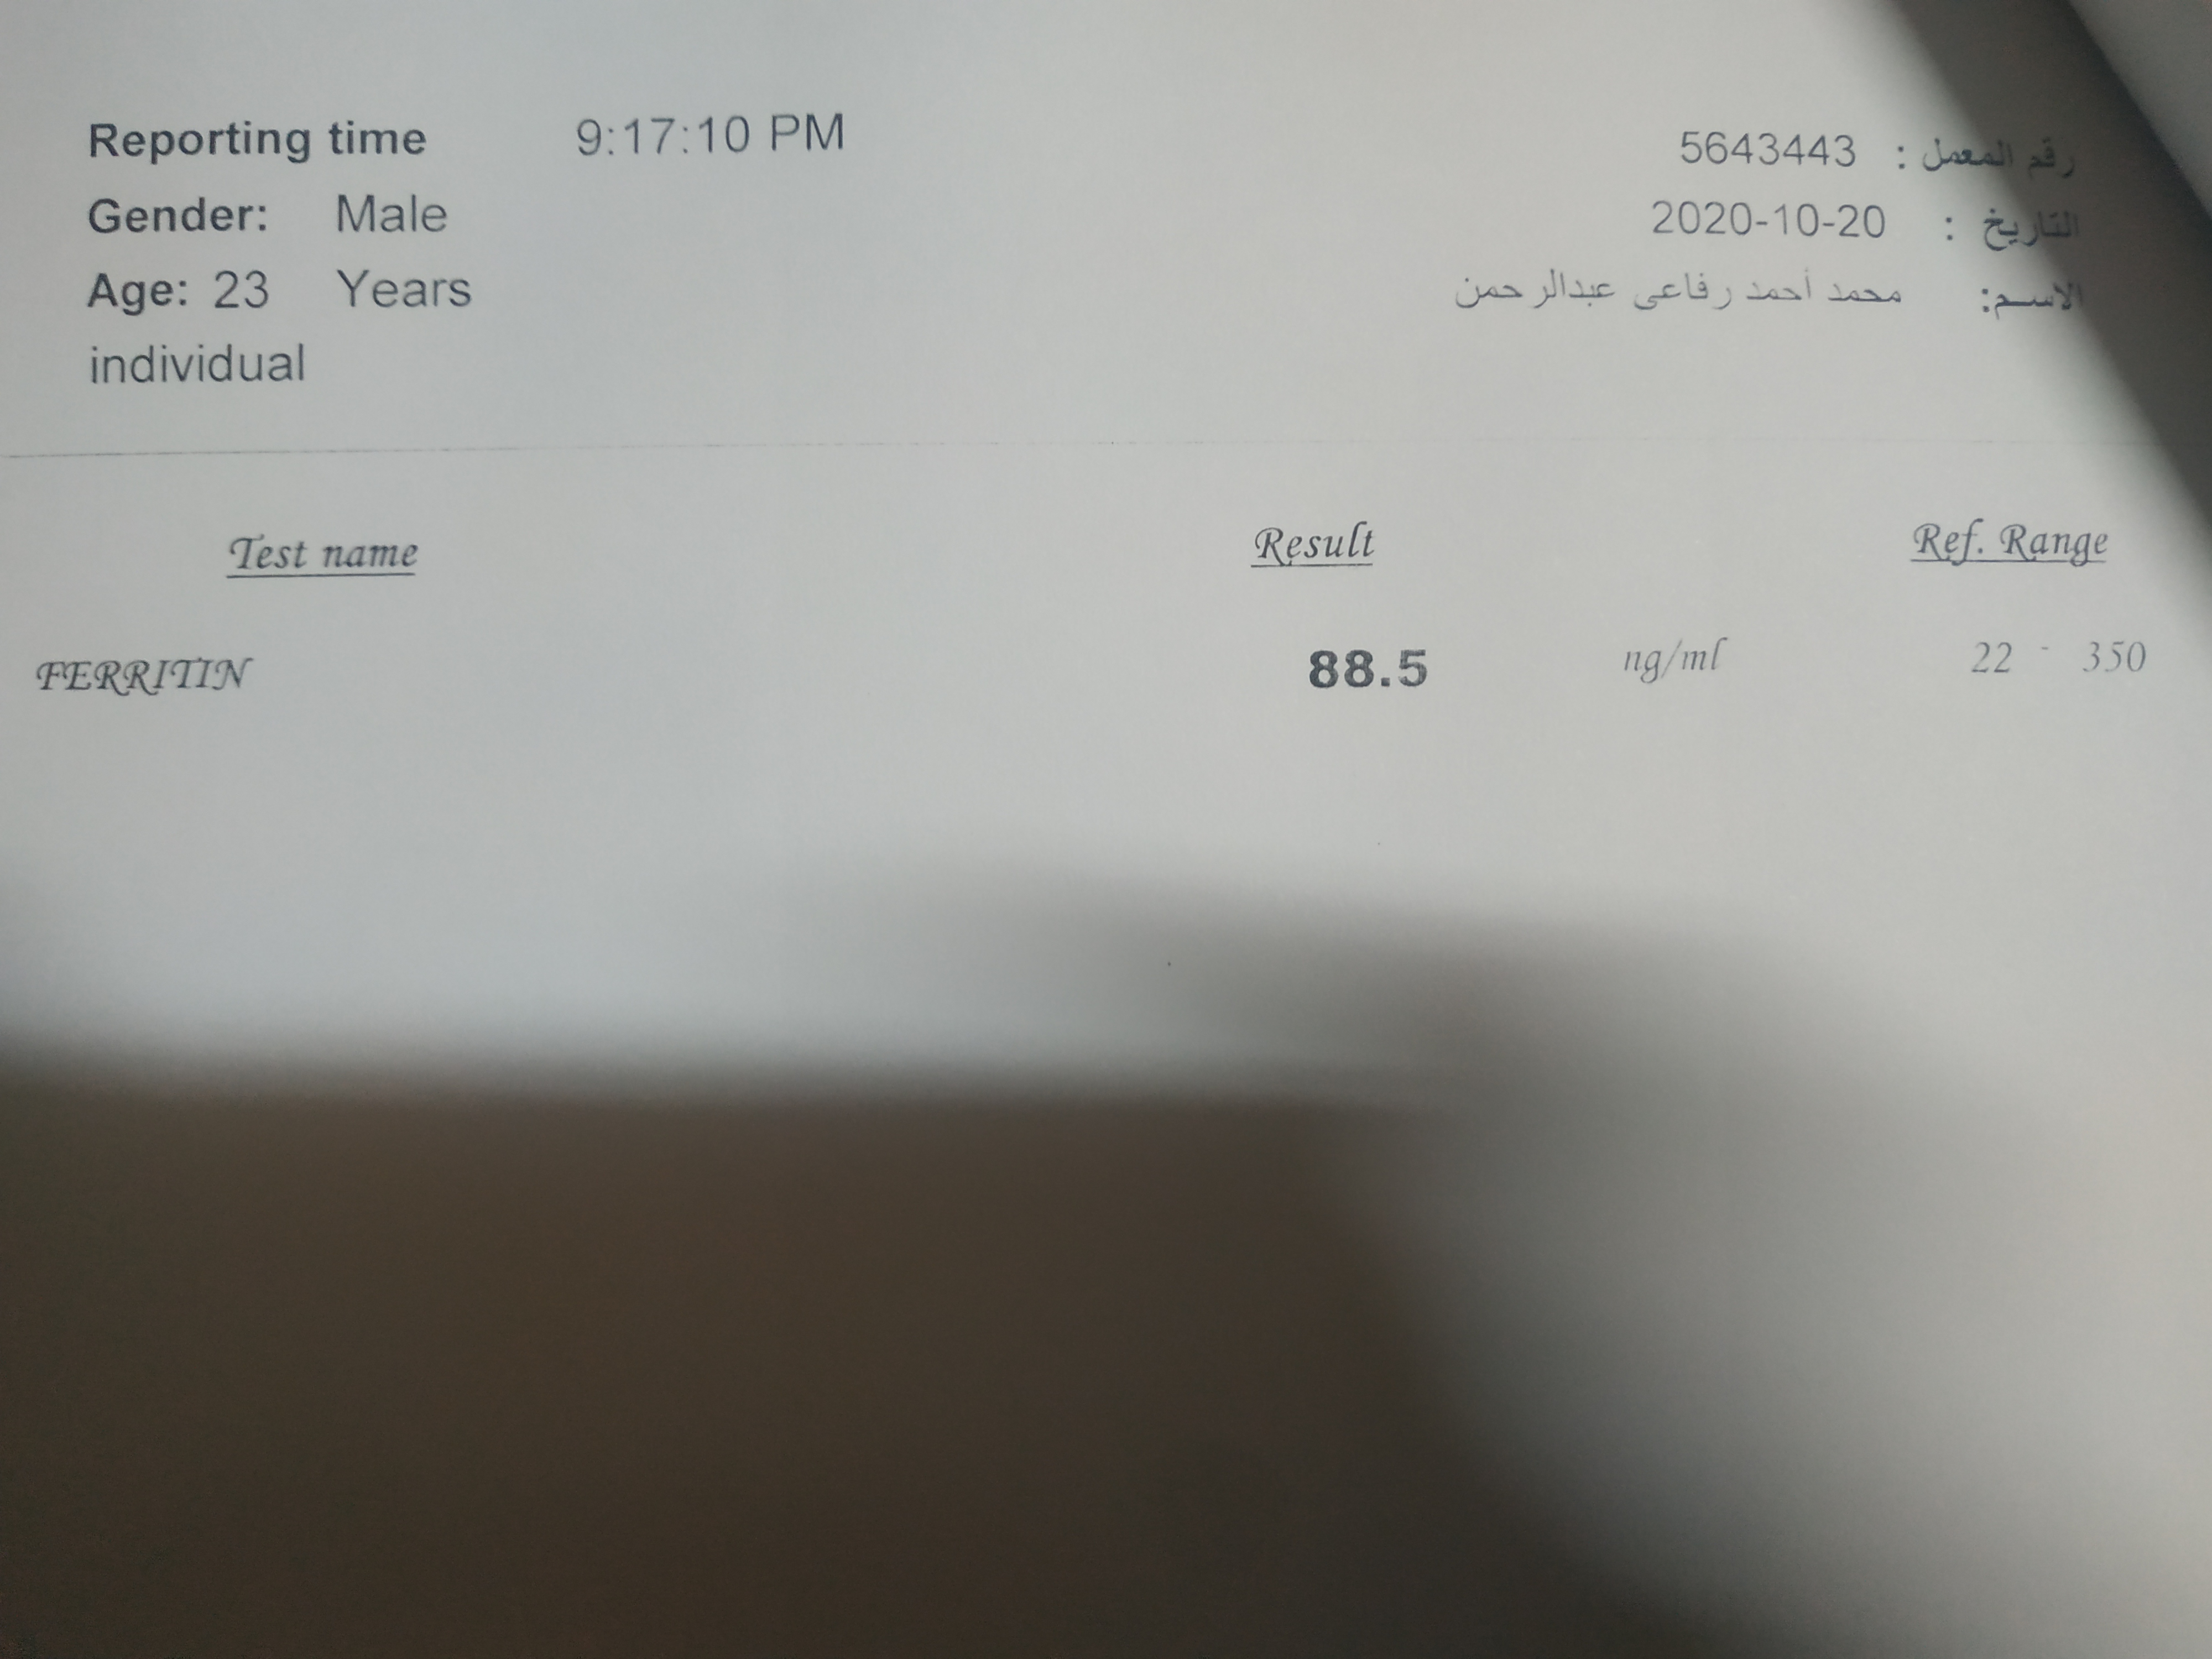 Reporting time 9:17:10 PM
رقم المعمل : 5643443
Gender: Male
التاريخ : 2020-10-20
Age: 23 Years
الاسم: محمد أحمد رفاعى عبدالرحمن
individual
Test name Result Ref. Range
FERRITIN 88.5 ng/ml 22 - 350